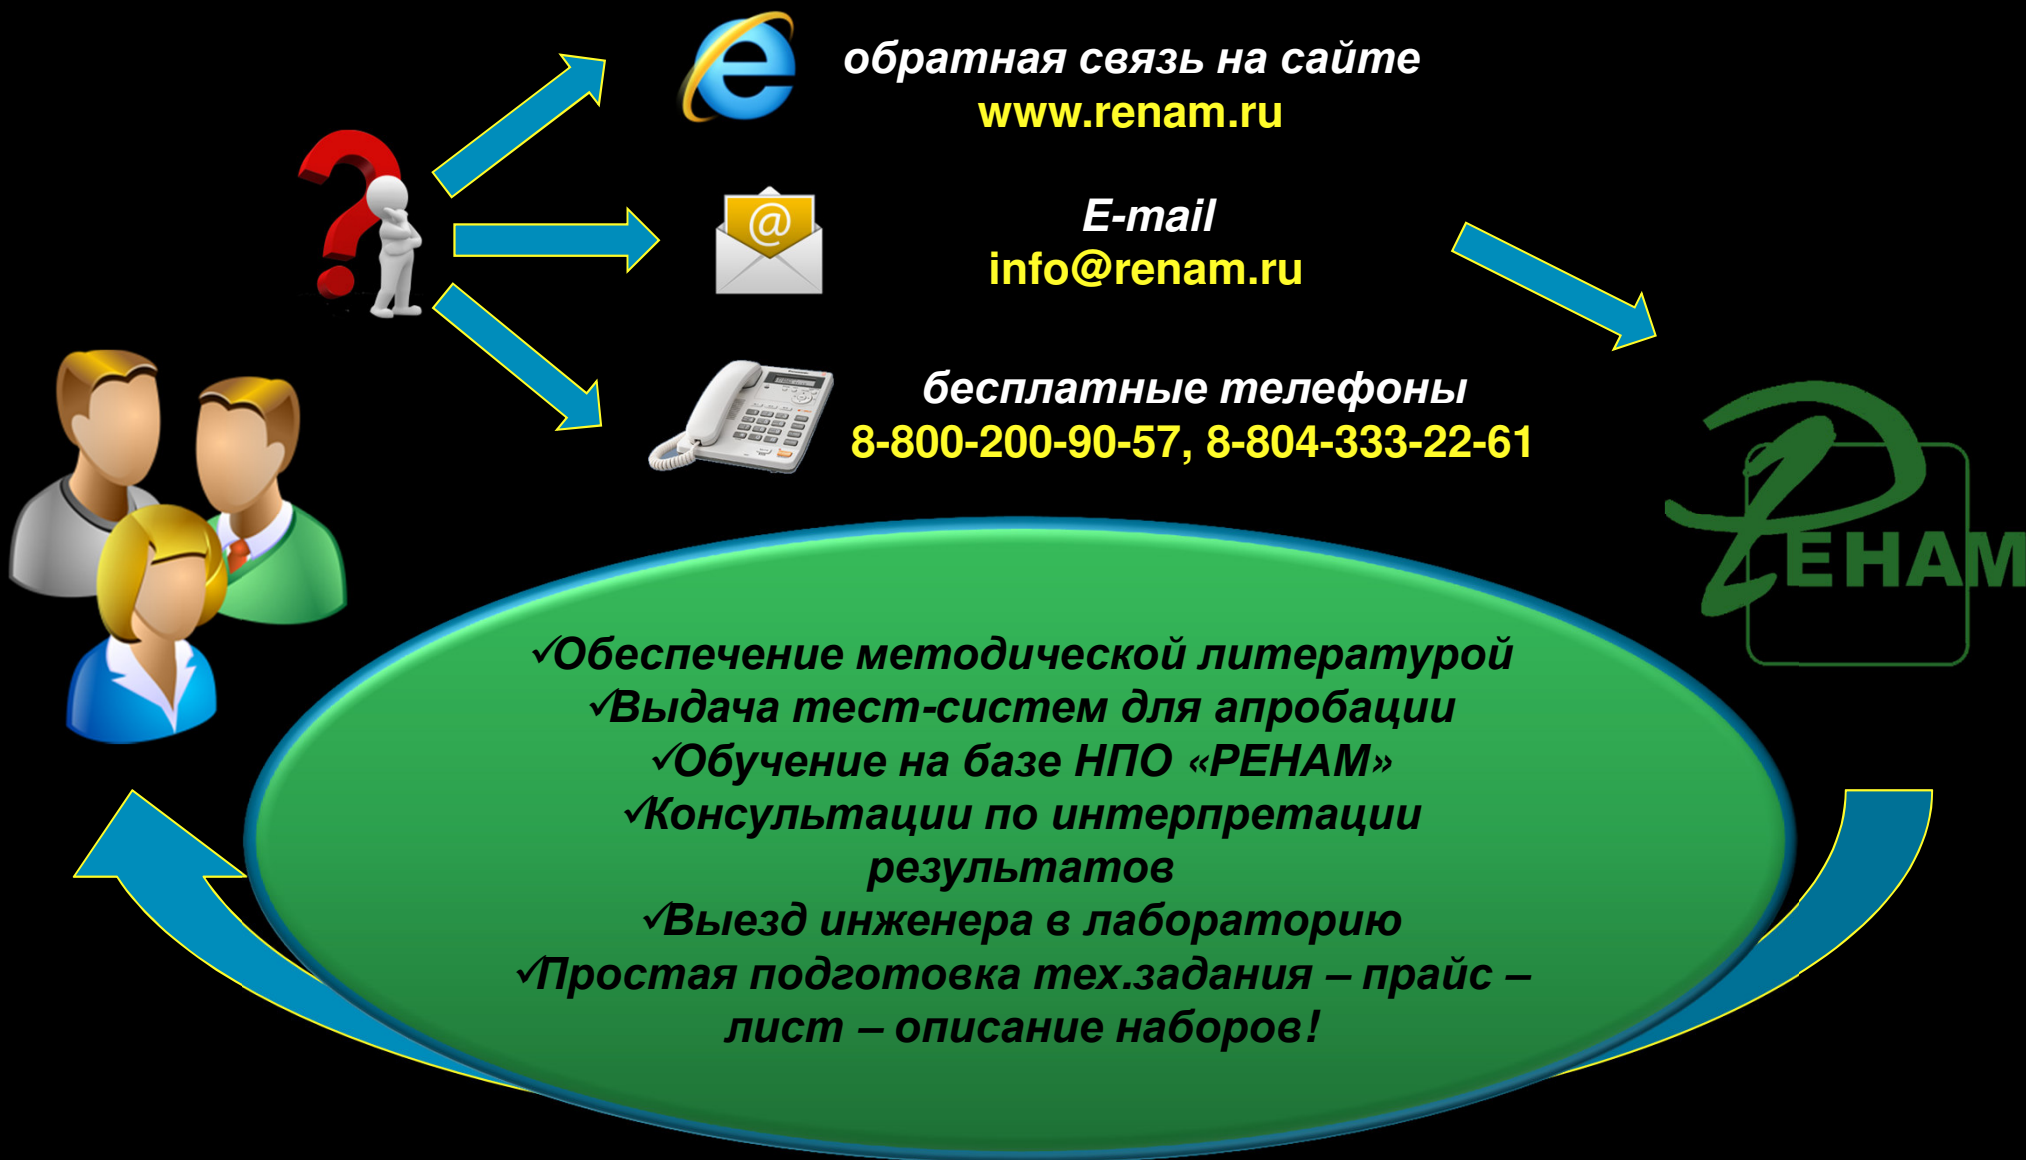 обратная связь на сайте
www.renam.ru
E-mail
info@renam.ru
бесплатные телефоны
8-800-200-90-57, 8-804-333-22-61
РЕНАМ
✓Обеспечение методической литературой
✓Выдача тест-систем для апробации
✓Обучение на базе НПО «РЕНАМ»
✓Консультации по интерпретации
результатов
✓Выезд инженера в лабораторию
✓Простая подготовка тех.задания – прайс –
лист – описание наборов!